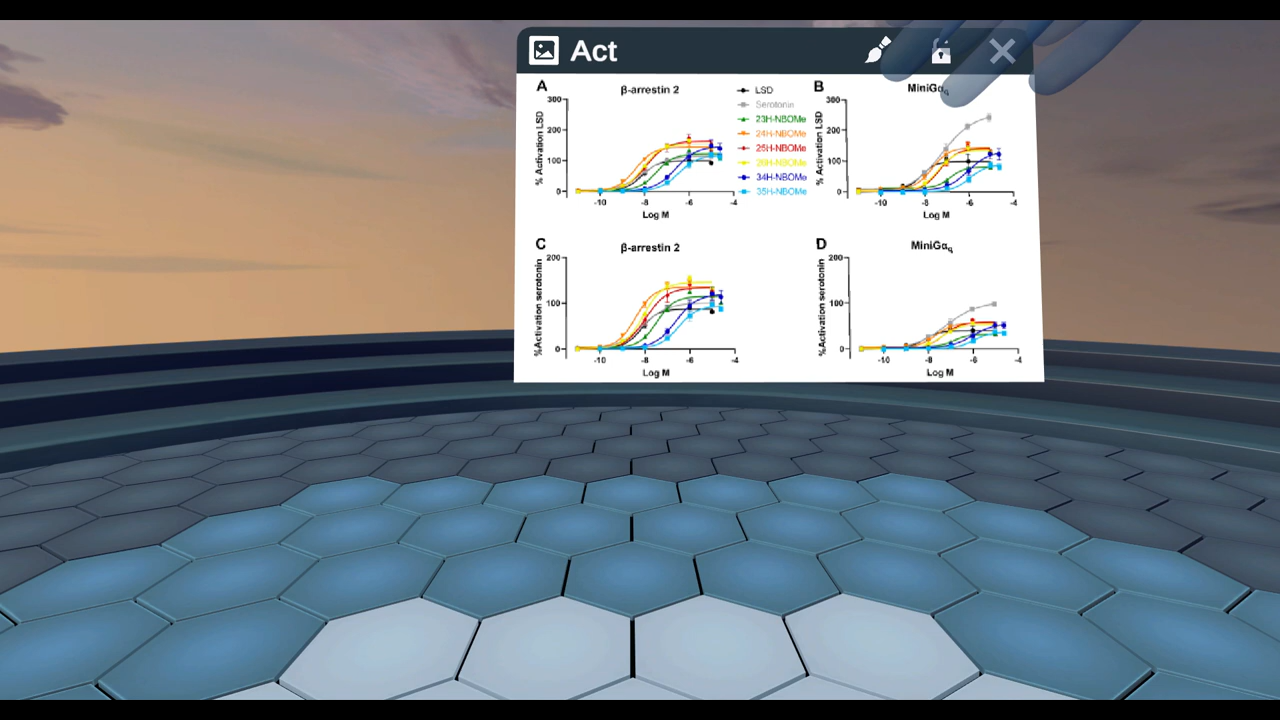 Act
A
β-arrestin 2
300
200
100
0
% Activation LSD
-10
-8
-6
-4
Log M
LSD
Serotonin
23H-NBOMe
24H-NBOMe
25H-NBOMe
26H-NBOMe
34H-NBOMe
35H-NBOMe
B
MiniGαq
300
200
100
0
% Activation LSD
-10
-8
-6
-4
Log M
C
β-arrestin 2
200
100
0
%Activation serotonin
-10
-8
-6
-4
Log M
D
MiniGαq
200
100
0
%Activation serotonin
-10
-8
-6
-4
Log M